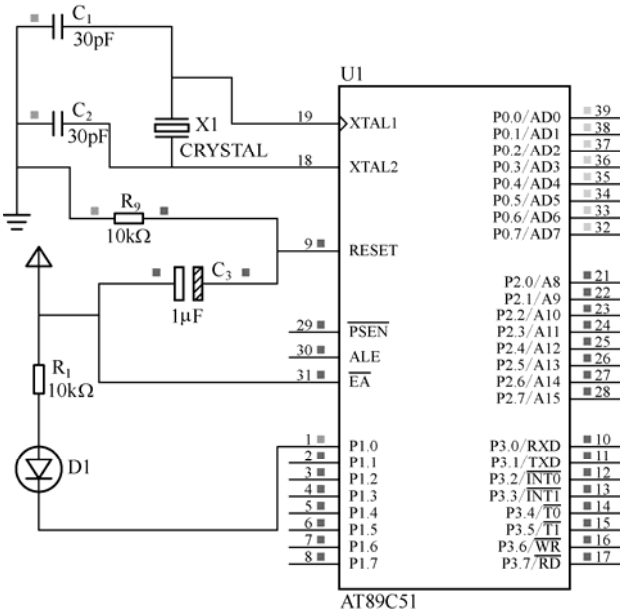 C₁
30pF
C₂
30pF
X1
CRYSTAL
R₉
10kΩ
C₃
1μF
R₁
10kΩ
D1
U1
19 XTAL1
18 XTAL2
9 RESET
29 PSEN
30 ALE
31 EA
1 P1.0
2 P1.1
3 P1.2
4 P1.3
5 P1.4
6 P1.5
7 P1.6
8 P1.7
P0.0/AD0 39
P0.1/AD1 38
P0.2/AD2 37
P0.3/AD3 36
P0.4/AD4 35
P0.5/AD5 34
P0.6/AD6 33
P0.7/AD7 32
P2.0/A8 21
P2.1/A9 22
P2.2/A10 23
P2.3/A11 24
P2.4/A12 25
P2.5/A13 26
P2.6/A14 27
P2.7/A15 28
P3.0/RXD 10
P3.1/TXD 11
P3.2/INT0 12
P3.3/INT1 13
P3.4/T0 14
P3.5/T1 15
P3.6/WR 16
P3.7/RD 17
AT89C51